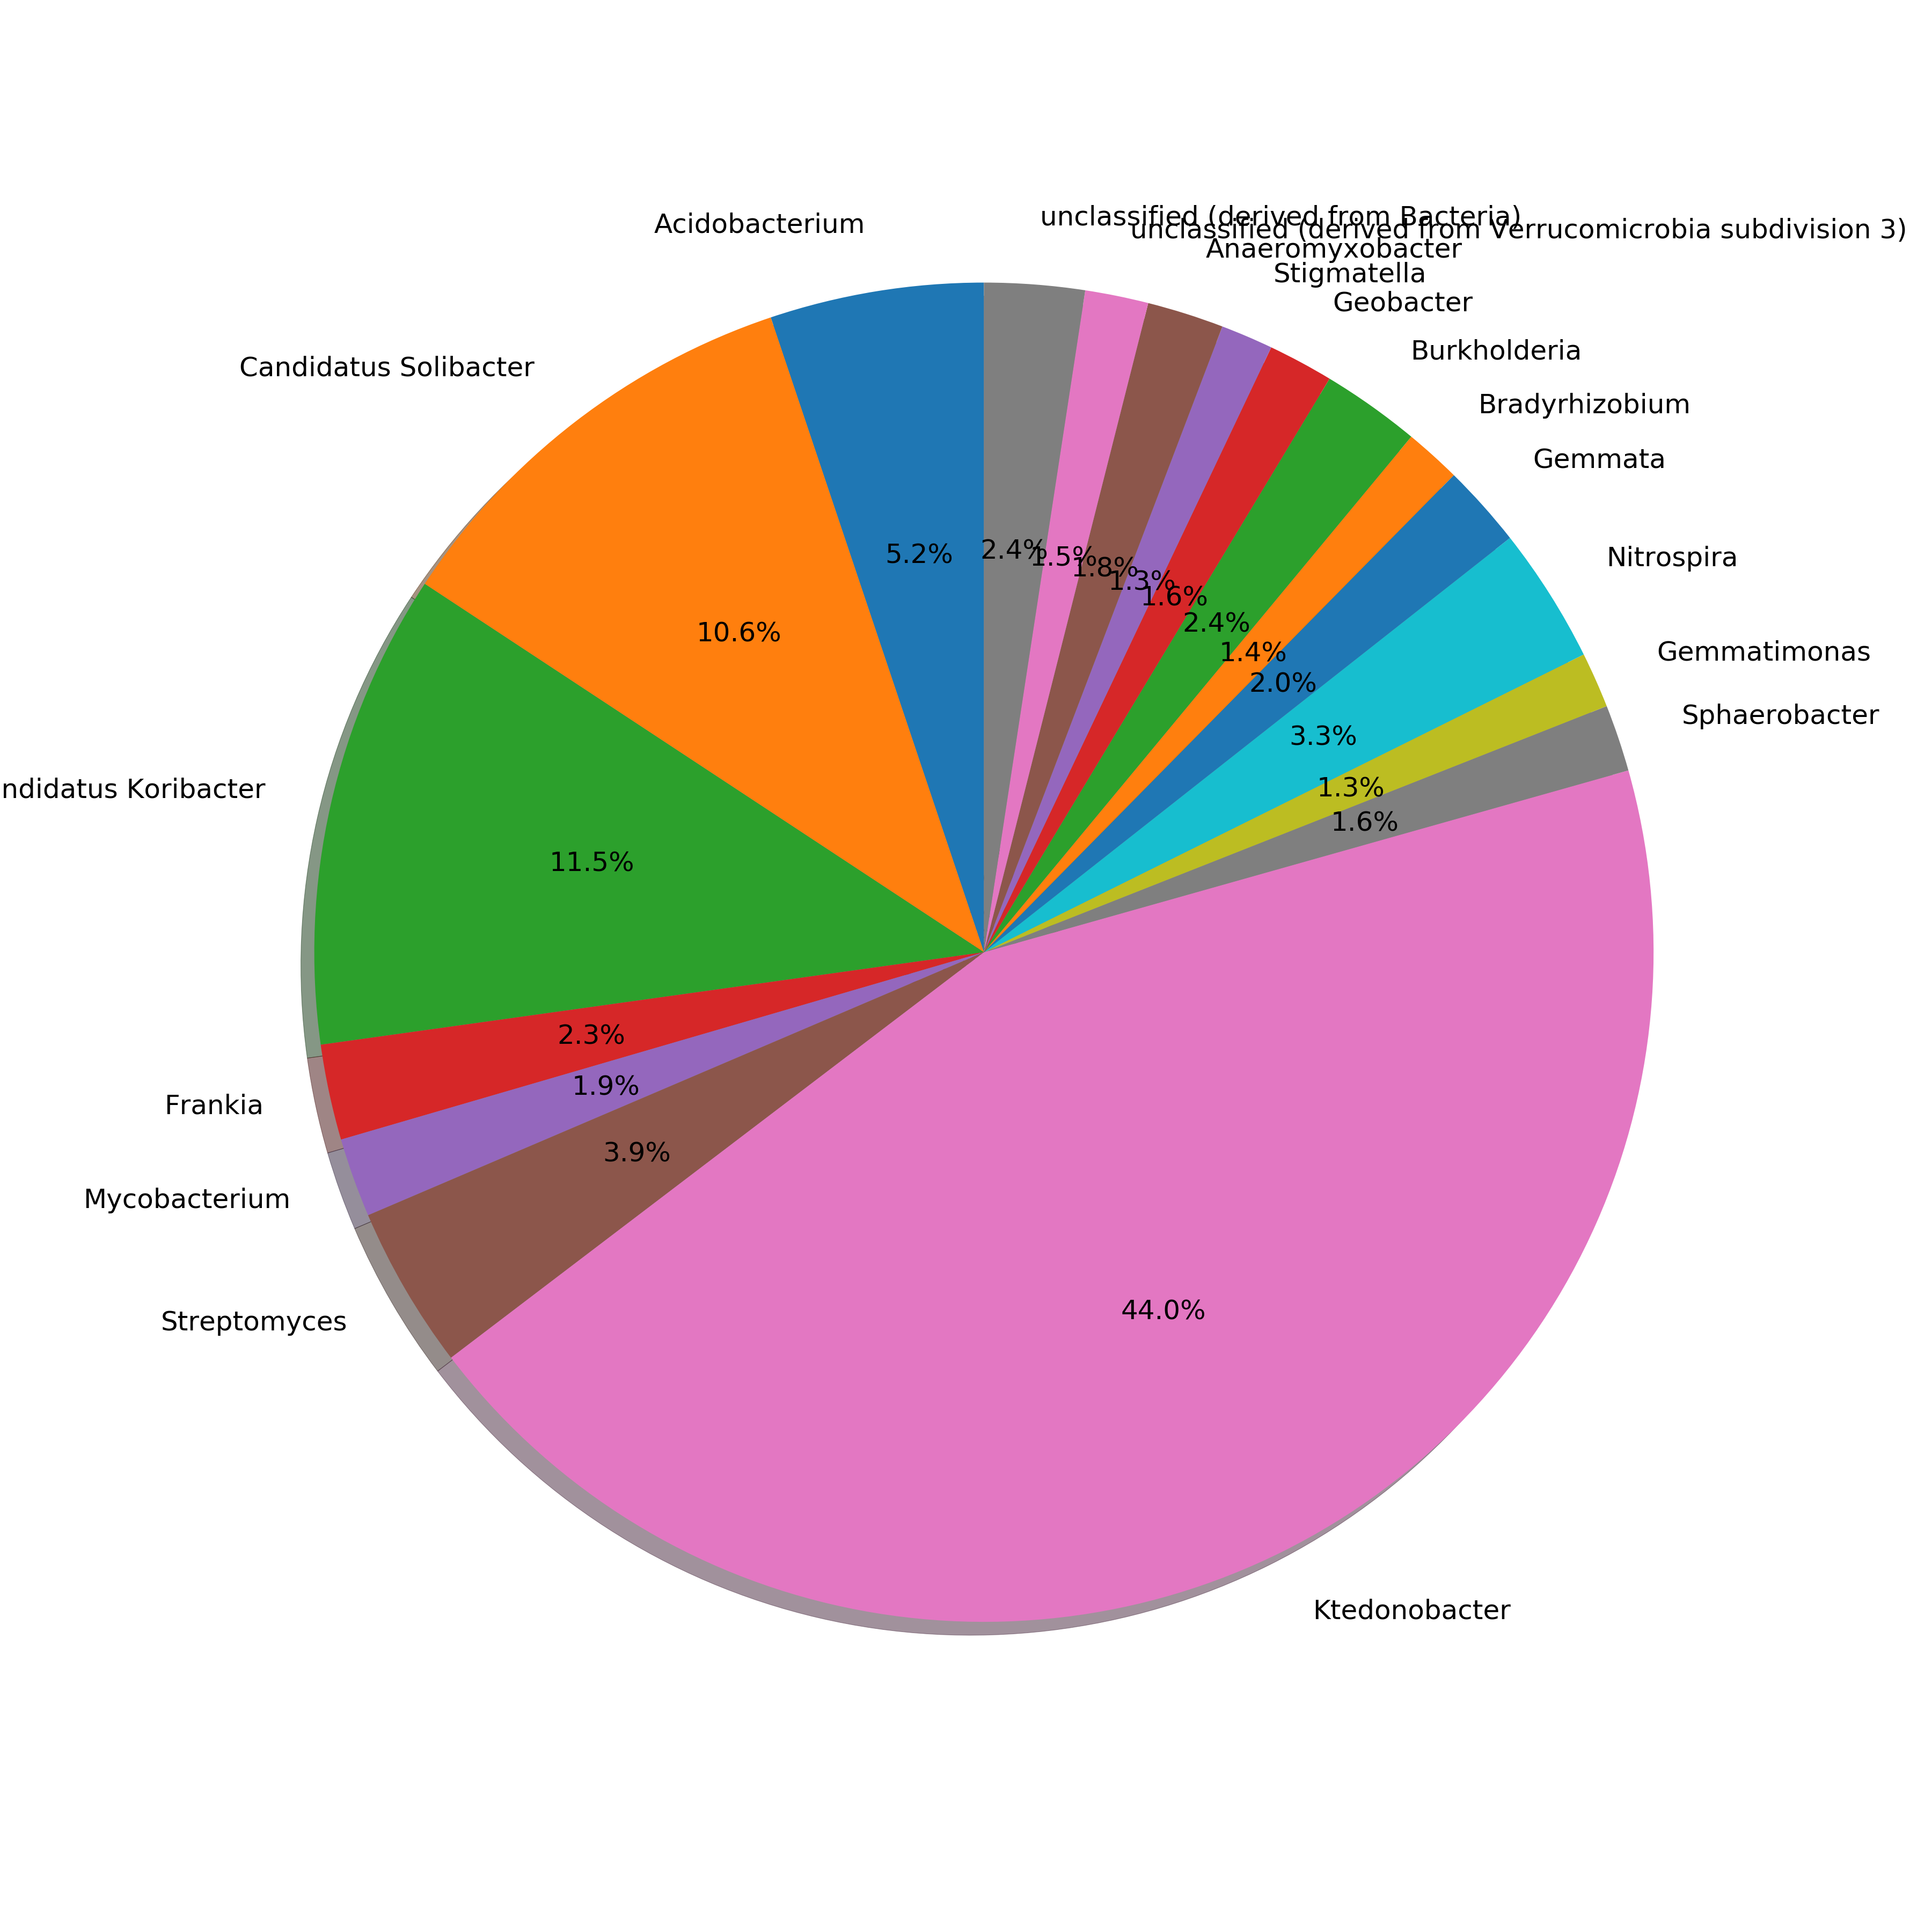 unclassified (derived from Bacteria)
Acidobacterium
unclassified (derived from Verrucomicrobia subdivision 3)
Anaeromyxobacter
Stigmatella
Geobacter
Burkholderia
Candidatus Solibacter
Bradyrhizobium
Gemmata
Nitrospira
Gemmatimonas
Sphaerobacter
ndidatus Koribacter
Frankia
Mycobacterium
Streptomyces
Ktedonobacter
5.2%
2.4%
1.5%
1.8%
1.3%
1.6%
2.4%
1.4%
2.0%
3.3%
1.3%
1.6%
10.6%
11.5%
2.3%
1.9%
3.9%
44.0%